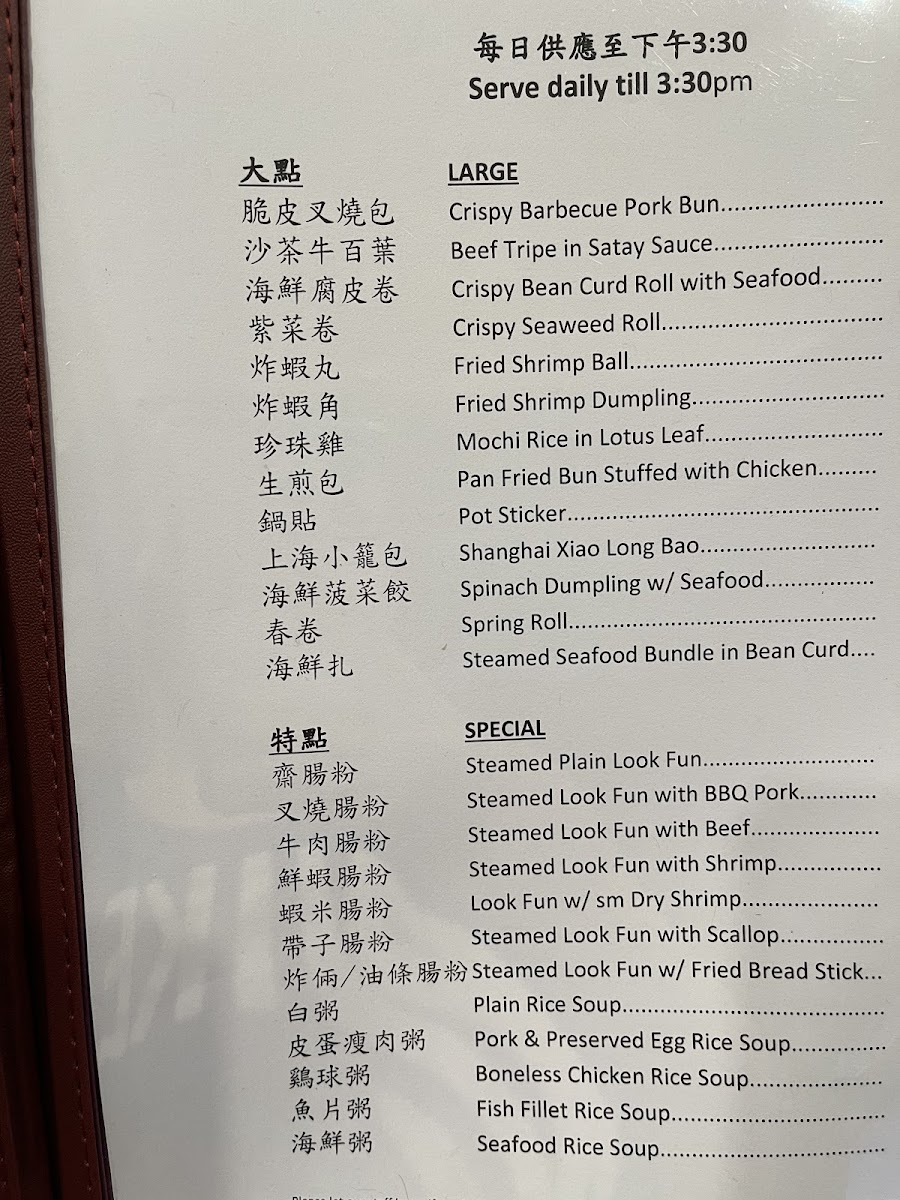 每日供應至下午3:30
Serve daily till 3:30pm
大點 LARGE
脆皮叉燒包 Crispy Barbecue Pork Bun........................
沙茶牛百葉 Beef Tripe in Satay Sauce.........................
海鮮腐皮卷 Crispy Bean Curd Roll with Seafood.........
紫菜卷 Crispy Seaweed Roll.................................
炸蝦丸 Fried Shrimp Ball.....................................
炸蝦角 Fried Shrimp Dumpling............................
珍珠雞 Mochi Rice in Lotus Leaf..........................
生煎包 Pan Fried Bun Stuffed with Chicken.........
鍋貼 Pot Sticker..............................................
上海小籠包 Shanghai Xiao Long Bao..........................
海鮮菠菜餃 Spinach Dumpling w/ Seafood................
春卷 Spring Roll.............................................
海鮮扎 Steamed Seafood Bundle in Bean Curd....
特點 SPECIAL
齋腸粉 Steamed Plain Look Fun.........................
叉燒腸粉 Steamed Look Fun with BBQ Pork...........
牛肉腸粉 Steamed Look Fun with Beef...................
鮮蝦腸粉 Steamed Look Fun with Shrimp...............
蝦米腸粉 Look Fun w/ sm Dry Shrimp....................
帶子腸粉 Steamed Look Fun with Scallop...............
炸倆/油條腸粉 Steamed Look Fun w/ Fried Bread Stick...
白粥 Plain Rice Soup......................................
皮蛋瘦肉粥 Pork & Preserved Egg Rice Soup..............
鷄球粥 Boneless Chicken Rice Soup....................
魚片粥 Fish Fillet Rice Soup................................
海鮮粥 Seafood Rice Soup.................................